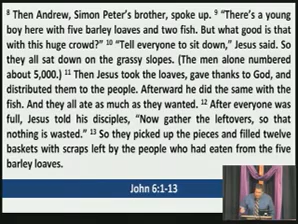 ⁸ Then Andrew, Simon Peter's brother, spoke up. ⁹ "There's a young
boy here with five barley loaves and two fish. But what good is that
with this huge crowd?" ¹⁰ "Tell everyone to sit down," Jesus said. So
they all sat down on the grassy slopes. (The men alone numbered
about 5,000.) ¹¹ Then Jesus took the loaves, gave thanks to God, and
distributed them to the people. Afterward he did the same with the
fish. And they all ate as much as they wanted. ¹² After everyone was
full, Jesus told his disciples, "Now gather the leftovers, so that
nothing is wasted." ¹³ So they picked up the pieces and filled twelve
baskets with scraps left by the people who had eaten from the five
barley loaves.
John 6:1-13